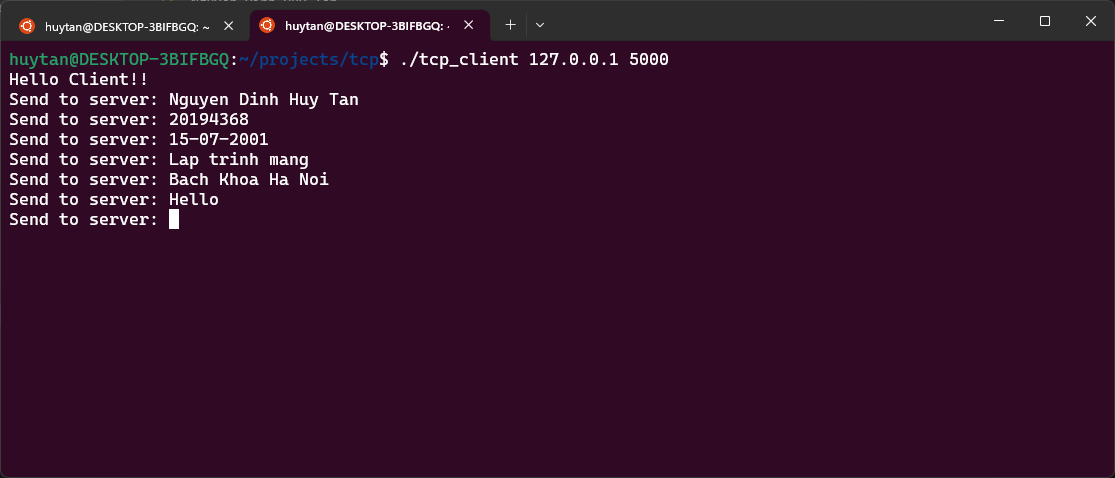 huytan@DESKTOP-3BIFBGQ: ~
huytan@DESKTOP-3BIFBGQ:
huytan@DESKTOP-3BIFBGQ:~/projects/tcp$ ./tcp_client 127.0.0.1 5000
Hello Client!!
Send to server: Nguyen Dinh Huy Tan
Send to server: 20194368
Send to server: 15-07-2001
Send to server: Lap trinh mang
Send to server: Bach Khoa Ha Noi
Send to server: Hello
Send to server: